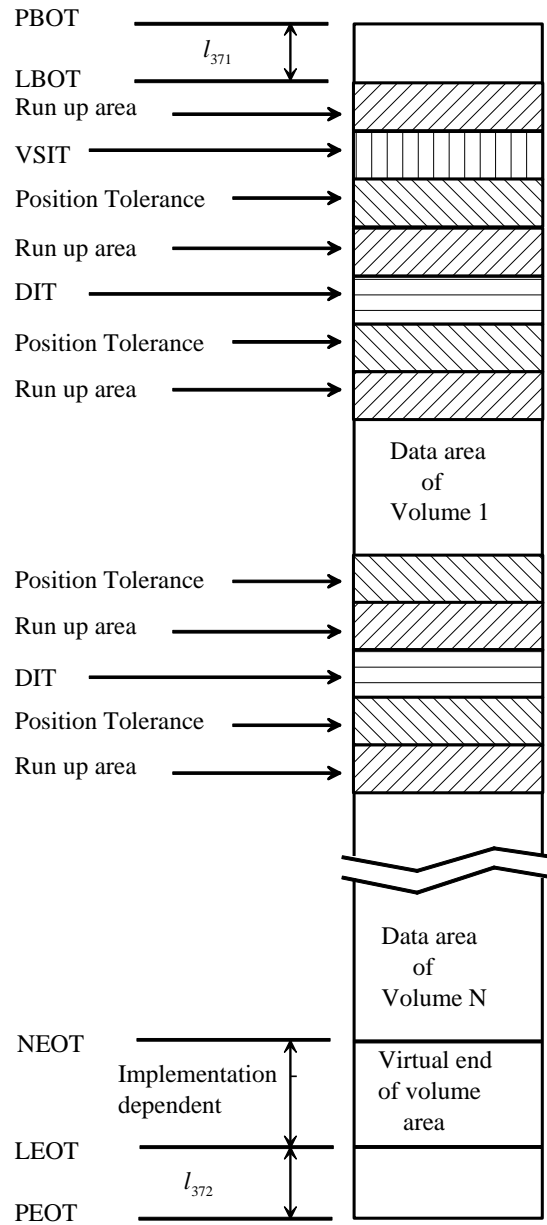 PBOT
l371
LBOT
Run up area
VSIT
Position Tolerance
Run up area
DIT
Position Tolerance
Run up area
Data area
of
Volume 1
Position Tolerance
Run up area
DIT
Position Tolerance
Run up area
Data area
of
Volume N
NEOT
Implementation
dependent
Virtual end
of volume
area
LEOT
l372
PEOT